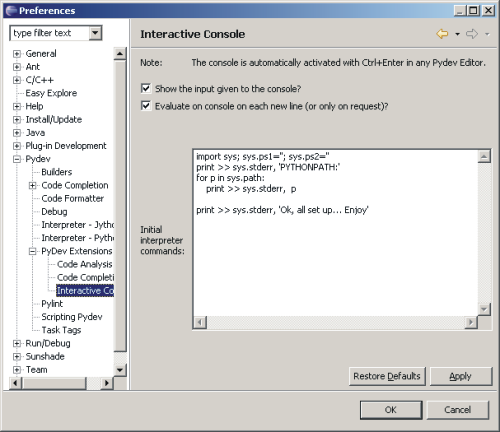 Preferences
type filter text
Interactive Console
General
Ant
C/C++
Easy Explore
Help
Install/Update
Java
Plug-in Development
Pydev
Builders
Code Completion
Code Formatter
Debug
Interpreter - Jytho
Interpreter - Pytho
PyDev Extensions
Code Analysis
Code Completi
Interactive Co
Pylint
Scripting Pydev
Task Tags
Run/Debug
Sunshade
Team
Note: The console is automatically activated with Ctrl+Enter in any Pydev Editor.
Show the input given to the console?
Evaluate on console on each new line (or only on request)?
Initial
interpreter
commands:
import sys; sys.ps1=''; sys.ps2=''
print >> sys.stderr, 'PYTHONPATH:'
for p in sys.path:
print >> sys.stderr, p
print >> sys.stderr, 'Ok, all set up... Enjoy'
Restore Defaults
Apply
OK
Cancel